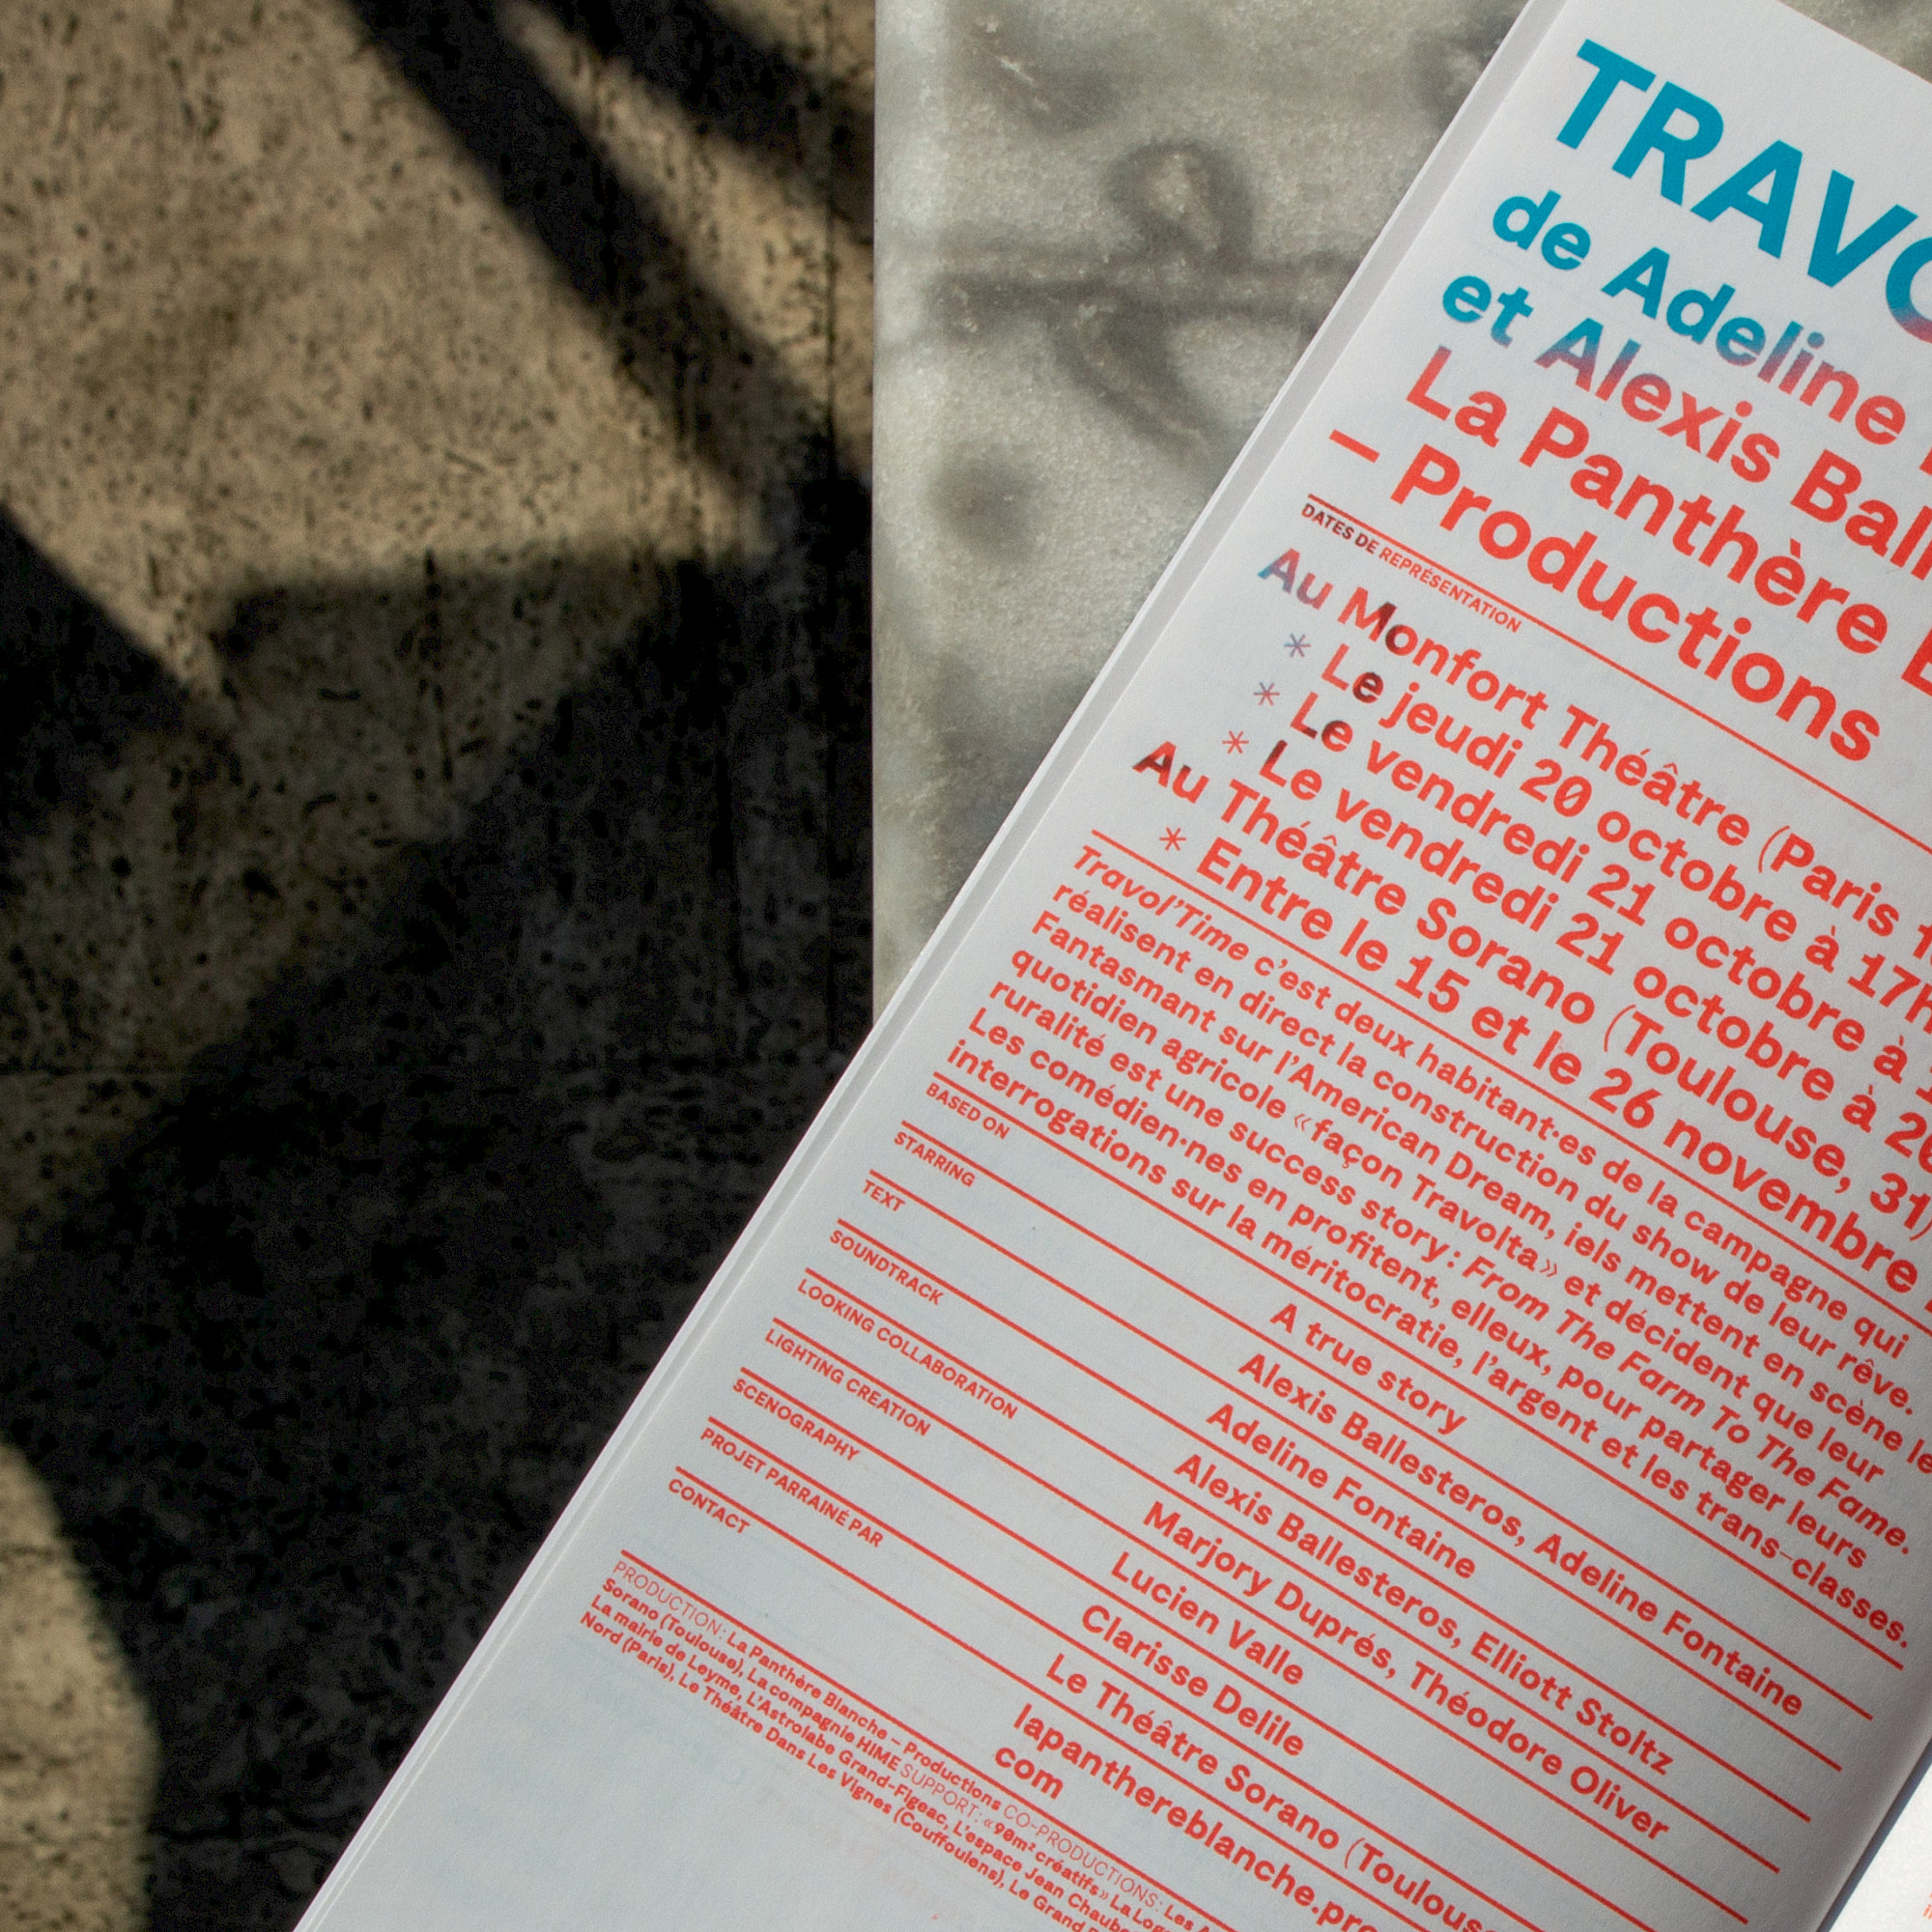 TRAVO
de Adeline
et Alexis Ball
La Panthère
– Productions
DATES DE REPRÉSENTATION
Au Monfort Théâtre (Paris
* Le jeudi 20 octobre à 17h
* Le vendredi 21 octobre à
* Le vendredi 21 octobre à 20
Au Théâtre Sorano (Toulouse, 31)
* Entre le 15 et le 26 novembre
Travol’Time c’est deux habitant·es de la campagne qui
réalisent en direct la construction du show de leur rêve.
Fantasmant sur l’American Dream, iels mettent en scène le
quotidien agricole «façon Travolta» et décident que leur
ruralité est une success story: From The Farm To The Fame.
Les comédien·nes en profitent, elleux, pour partager leurs
interrogations sur la méritocratie, l’argent et les trans-classes.
BASED ON A true story
STARRING Alexis Ballesteros, Adeline Fontaine
TEXT Adeline Fontaine
SOUNDTRACK Alexis Ballesteros, Elliott Stoltz
LOOKING COLLABORATION Marjory Duprés, Théodore Oliver
LIGHTING CREATION Lucien Valle
SCENOGRAPHY Clarisse Delile
PROJET PARRAINÉ PAR Le Théâtre Sorano (Toulous
CONTACT lapanthereblanche.pro
com
PRODUCTION: La Panthère Blanche – Productions CO-PRODUCTIONS: Les
Sorano (Toulouse), La compagnie HIME SUPPORT: «90m² créatifs» La Log
La mairie de Leyme, L’Astrolabe Grand-Figeac, L’espace Jean Chaub
Nord (Paris), Le Théâtre Dans Les Vignes (Couffoulens), Le Grand